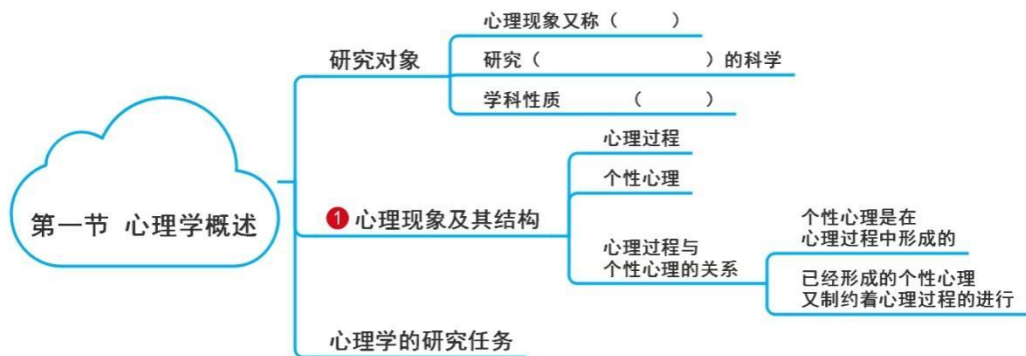 第一节 心理学概述
研究对象
心理现象又称（ ）
研究（ ）的科学
学科性质 （ ）
1 心理现象及其结构
心理过程
个性心理
心理过程与
个性心理的关系
个性心理是在
心理过程中形成的
已经形成的个性心理
又制约着心理过程的进行
心理学的研究任务